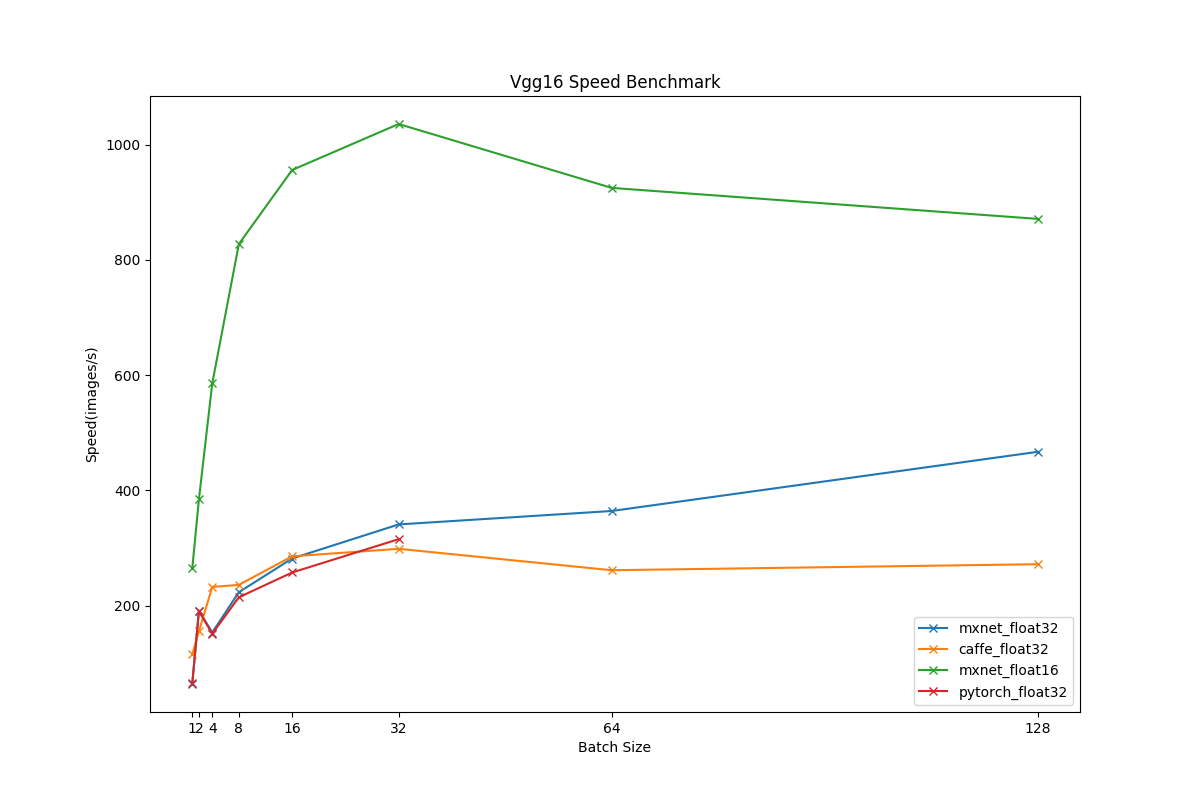 Vgg16 Speed Benchmark
1000
800
600
400
200
Speed(images/s)
1 2 4 8 16 32 64 128
Batch Size
mxnet_float32
caffe_float32
mxnet_float16
pytorch_float32